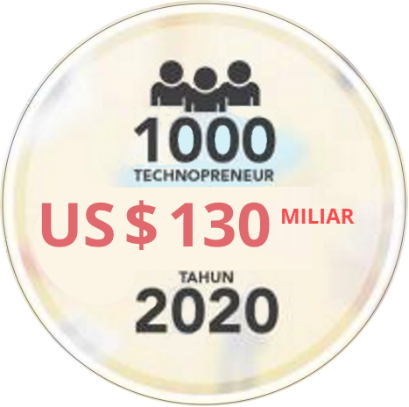 1000
TECHNOPRENEUR
US $ 130 MILIAR
TAHUN
2020